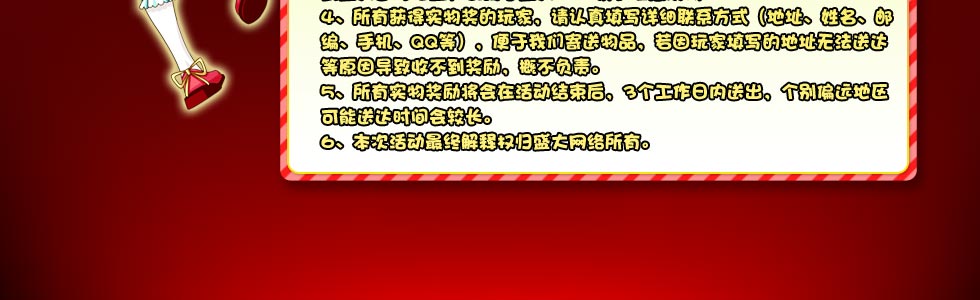 4、所有获得实物奖的玩家，请认真填写详细联系方式（地址、姓名、邮
编、手机、QQ等），便于我们寄送物品，若因玩家填写的地址无法送达
等原因导致收不到奖励，概不负责。
5、所有实物奖励将会在活动结束后，3个工作日内送出，个别偏远地区
可能送达时间会较长。
6、本次活动最终解释权归盛大网络所有。